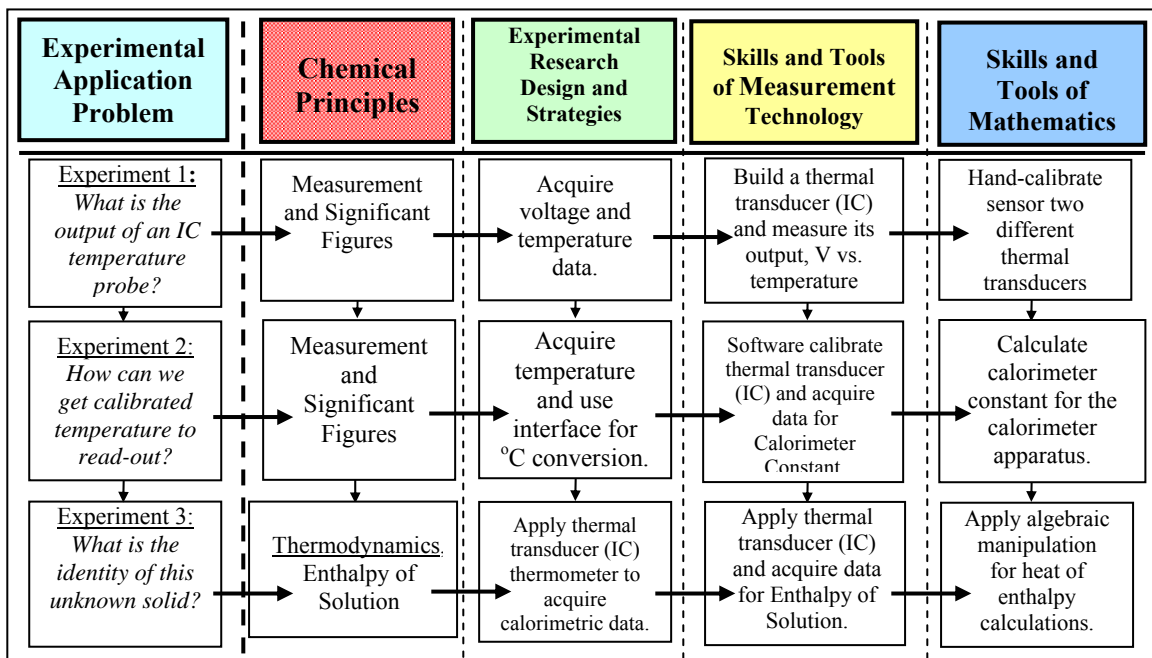 Experimental
Application
Problem
Chemical
Principles
Experimental
Research
Design and
Strategies
Skills and Tools
of Measurement
Technology
Skills and
Tools of
Mathematics
Experiment 1:
What is the
output of an IC
temperature
probe?
Measurement
and Significant
Figures
Acquire
voltage and
temperature
data.
Build a thermal
transducer (IC)
and measure its
output, V vs.
temperature
Hand-calibrate
sensor two
different
thermal
transducers
Experiment 2:
How can we
get calibrated
temperature to
read-out?
Measurement
and
Significant
Figures
Acquire
temperature
and use
interface for
°C conversion.
Software calibrate
thermal transducer
(IC) and acquire
data for
Calorimeter
Constant
Calculate
calorimeter
constant for the
calorimeter
apparatus.
Experiment 3:
What is the
identity of this
unknown solid?
Thermodynamics
Enthalpy of
Solution
Apply thermal
transducer (IC)
thermometer to
acquire
calorimetric data.
Apply thermal
transducer (IC)
and acquire data
for Enthalpy of
Solution.
Apply algebraic
manipulation
for heat of
enthalpy
calculations.